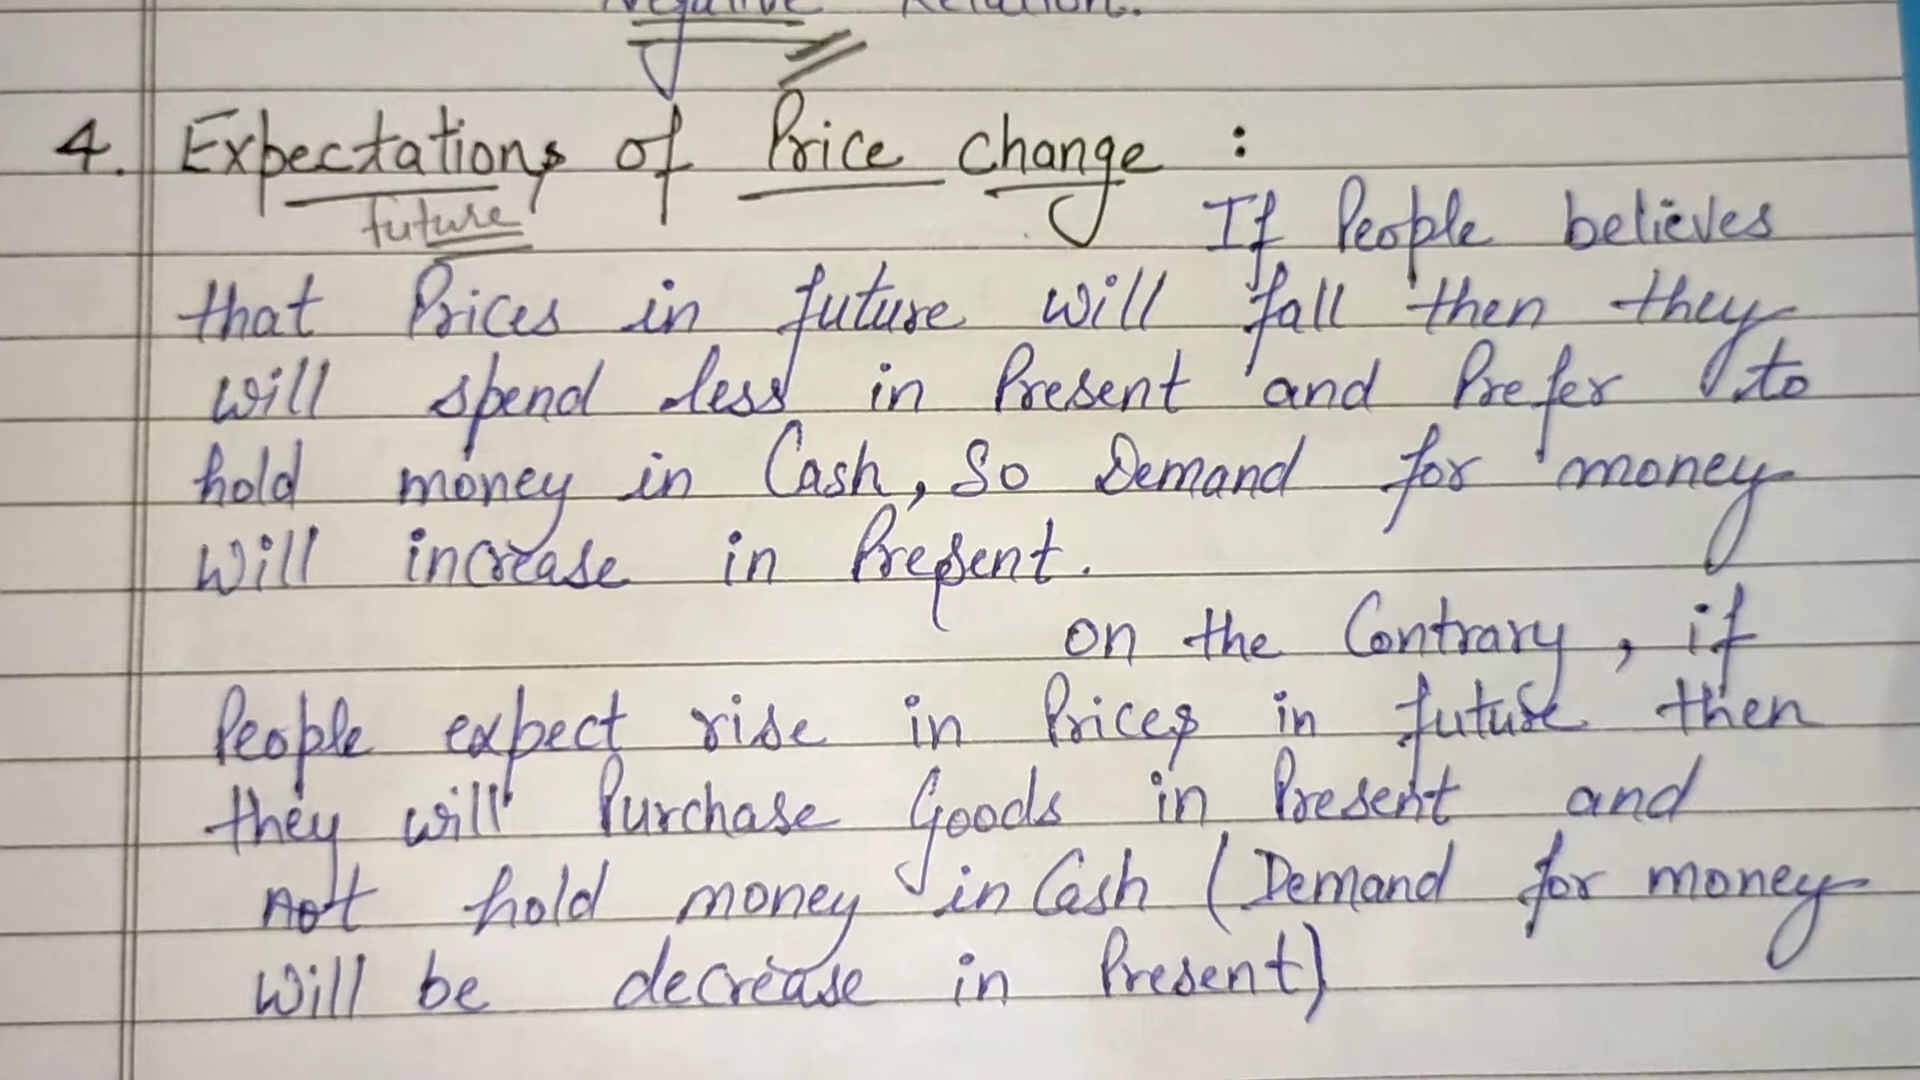 Negative Relation.
4. Expectations of Price change :
future
If People believes
that Prices in future will fall then they
will spend less in Present and Prefer to
hold money in Cash, So Demand for money
will increase in Present.
on the Contrary, if
People expect rise in Prices in future then
they will Purchase Goods in Present and
not hold money in Cash (Demand for money
will be decrease in Present)